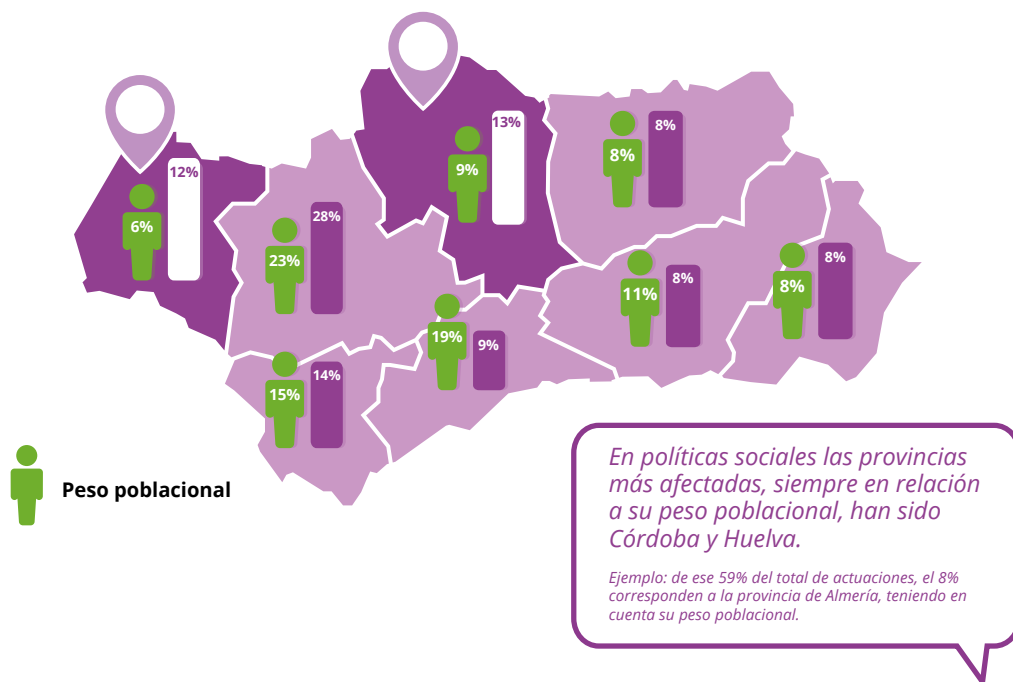 13%
8%
9%
8%
12%
6%
28%
23%
8%
8%
11%
8%
19%
9%
14%
15%
Peso poblacional
En políticas sociales las provincias
más afectadas, siempre en relación
a su peso poblacional, han sido
Córdoba y Huelva.
Ejemplo: de ese 59% del total de actuaciones, el 8%
corresponden a la provincia de Almería, teniendo en
cuenta su peso poblacional.